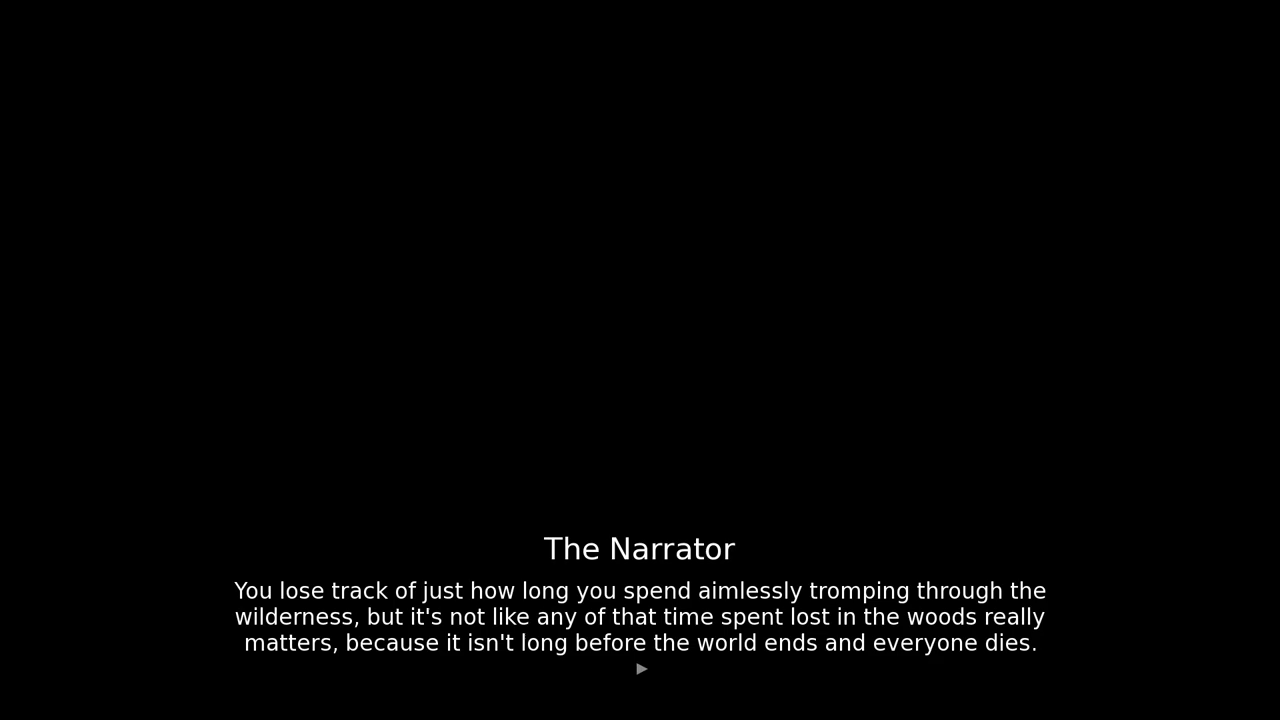 The Narrator
You lose track of just how long you spend aimlessly tromping through the
wilderness, but it's not like any of that time spent lost in the woods really
matters, because it isn't long before the world ends and everyone dies.